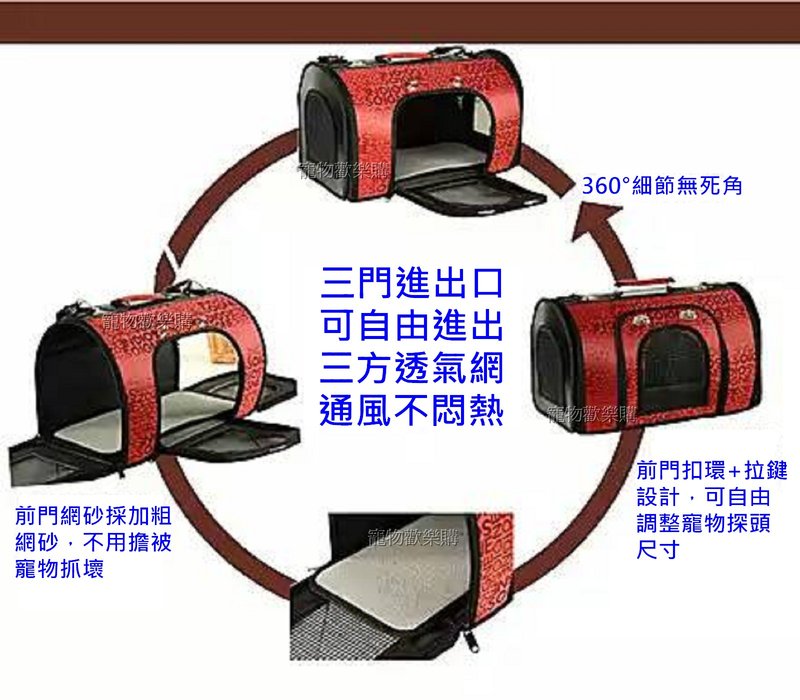 寵物歡樂購
360°細節無死角
三門進出口
可自由進出
三方透氣網
通風不悶熱
寵物歡樂購
寵物歡樂購
前門網砂採加粗
網砂，不用擔被
寵物抓壞
前門扣環+拉鍵
設計，可自由
調整寵物探頭
尺寸
寵物歡樂購